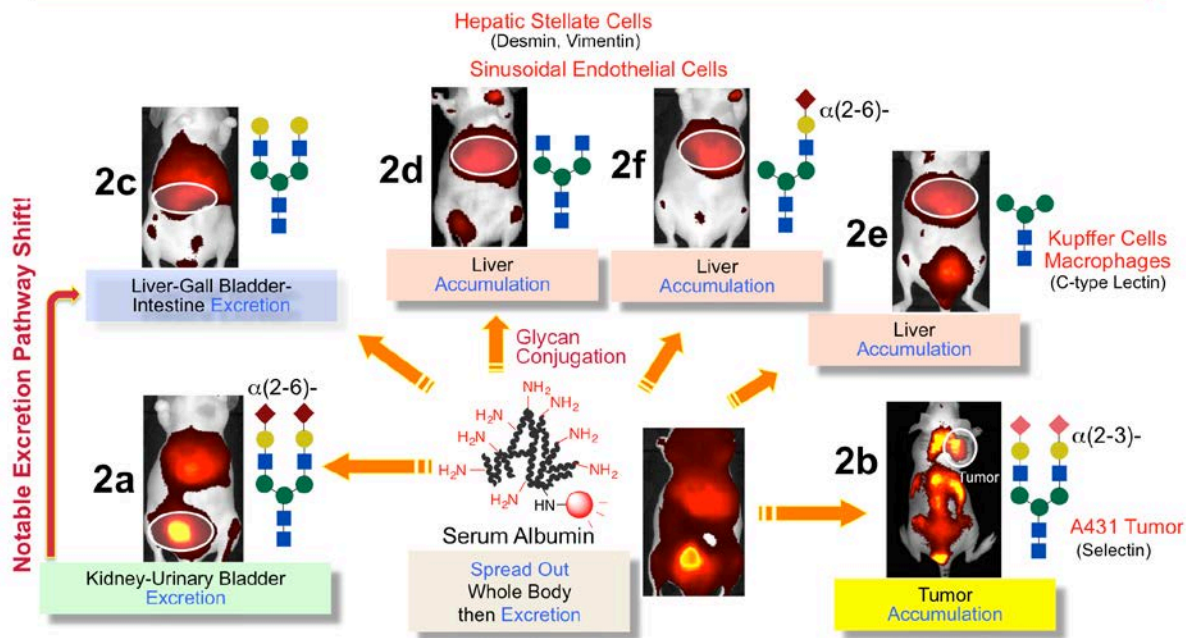 Hepatic Stellate Cells
(Desmin, Vimentin)
Sinusoidal Endothelial Cells
α(2-6)-
2c
2d
2f
2e
Kupffer Cells
Macrophages
(C-type Lectin)
Liver-Gall Bladder-
Intestine Excretion
Liver
Accumulation
Liver
Accumulation
Liver
Accumulation
Notable Excretion Pathway Shift!
Glycan
Conjugation
α(2-6)-
2a
Kidney-Urinary Bladder
Excretion
NH2
H2N
NH2
NH2
H2N
NH2
H2N
NH2
H2N
HN
Serum Albumin
Spread Out
Whole Body
then Excretion
2b
Tumor
α(2-3)-
A431 Tumor
(Selectin)
Tumor
Accumulation